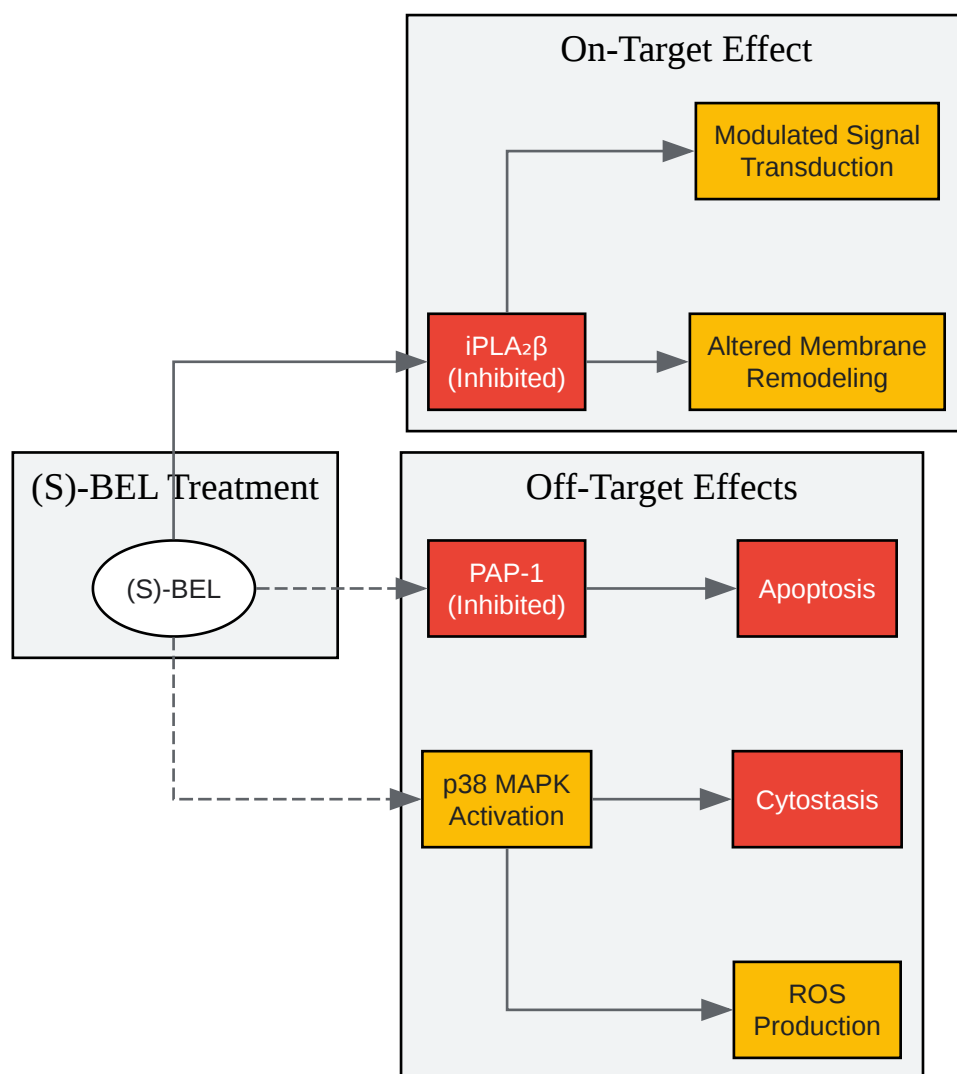 On-Target Effect
Modulated Signal
Transduction
iPLA₂β
(Inhibited)
Altered Membrane
Remodeling
(S)-BEL Treatment
(S)-BEL
Off-Target Effects
PAP-1
(Inhibited)
Apoptosis
p38 MAPK
Activation
Cytostasis
ROS
Production